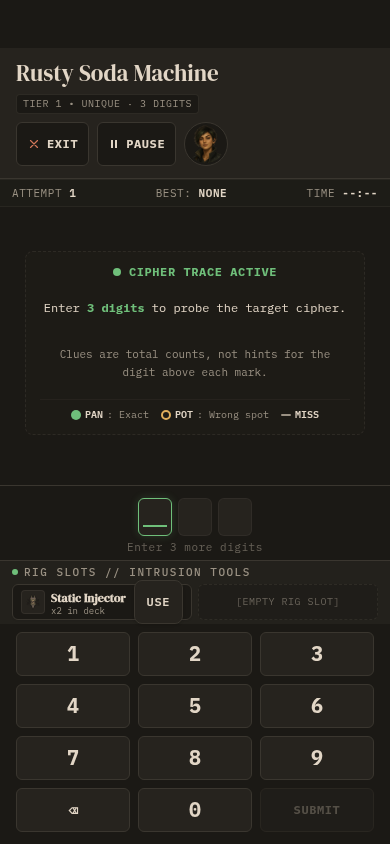 Rusty Soda Machine
TIER 1 • UNIQUE · 3 DIGITS
EXIT
PAUSE
ATTEMPT 1 BEST: NONE TIME --:--
CIPHER TRACE ACTIVE
Enter 3 digits to probe the target cipher.
Clues are total counts, not hints for the
digit above each mark.
PAN : Exact POT : Wrong spot MISS
Enter 3 more digits
RIG SLOTS // INTRUSION TOOLS
Static Injector
x2 in deck
USE
[EMPTY RIG SLOT]
1 2 3
4 5 6
7 8 9
⌫ 0 SUBMIT